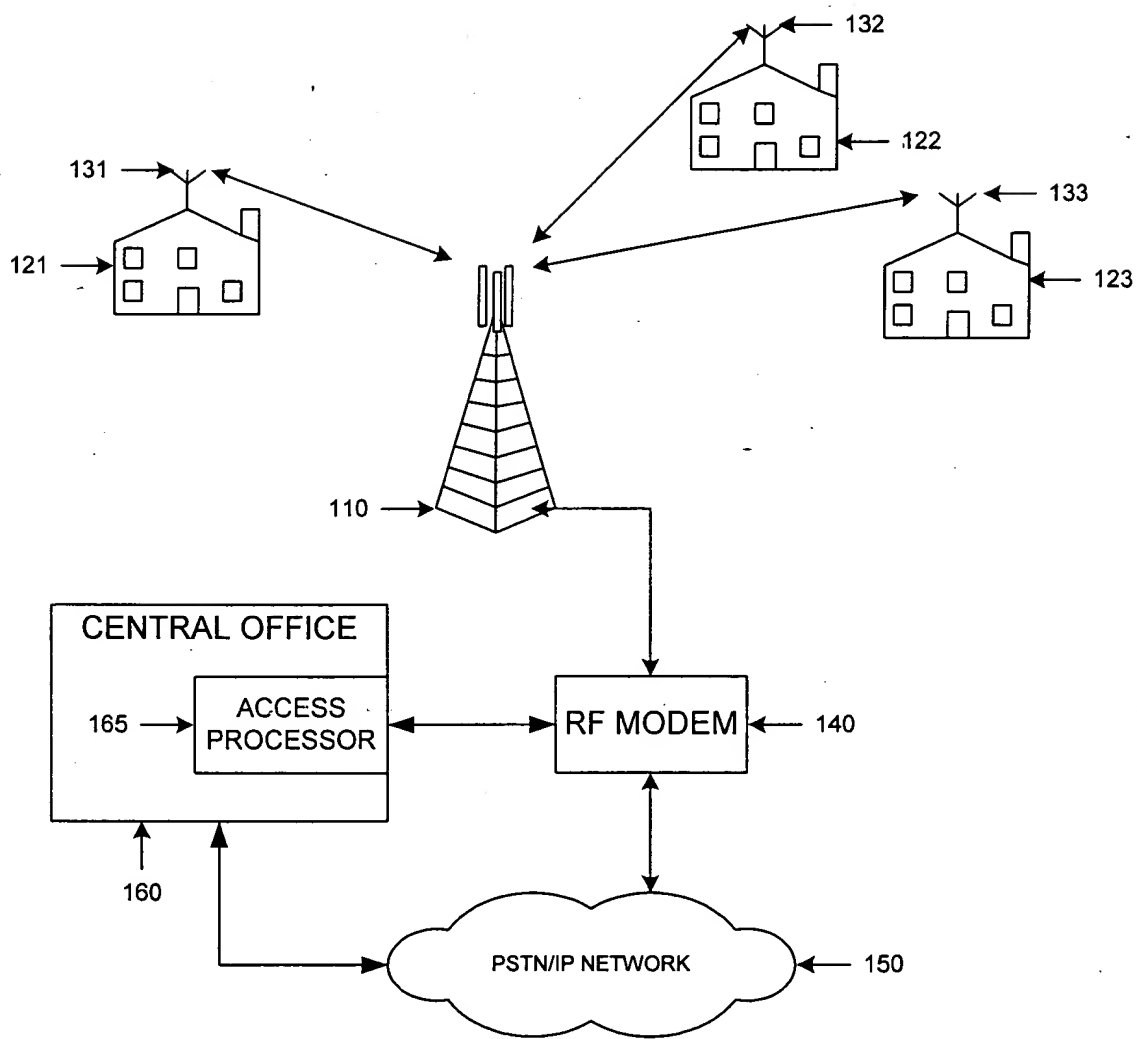 132
122
131
133
121
123
110
CENTRAL OFFICE
ACCESS
PROCESSOR
165
RF MODEM
140
160
PSTN/IP NETWORK
150